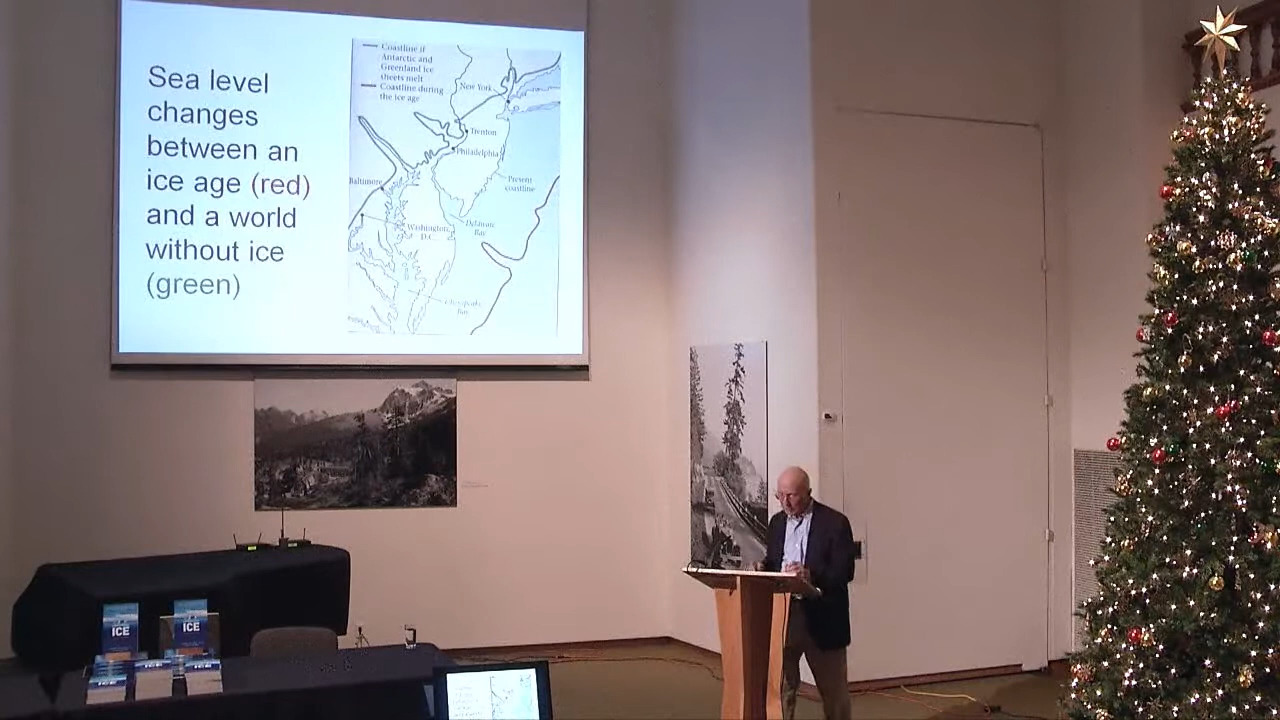 Sea level
changes
between an
ice age (red)
and a world
without ice
(green)
Coastline if
Antarctic and
Greenland ice
sheets melt
Coastline during
the ice age
New York
Trenton
Philadelphia
Baltimore
Present
coastline
Washington,
D.C.
Delaware
Bay
Chesapeake
Bay
ICE
ICE